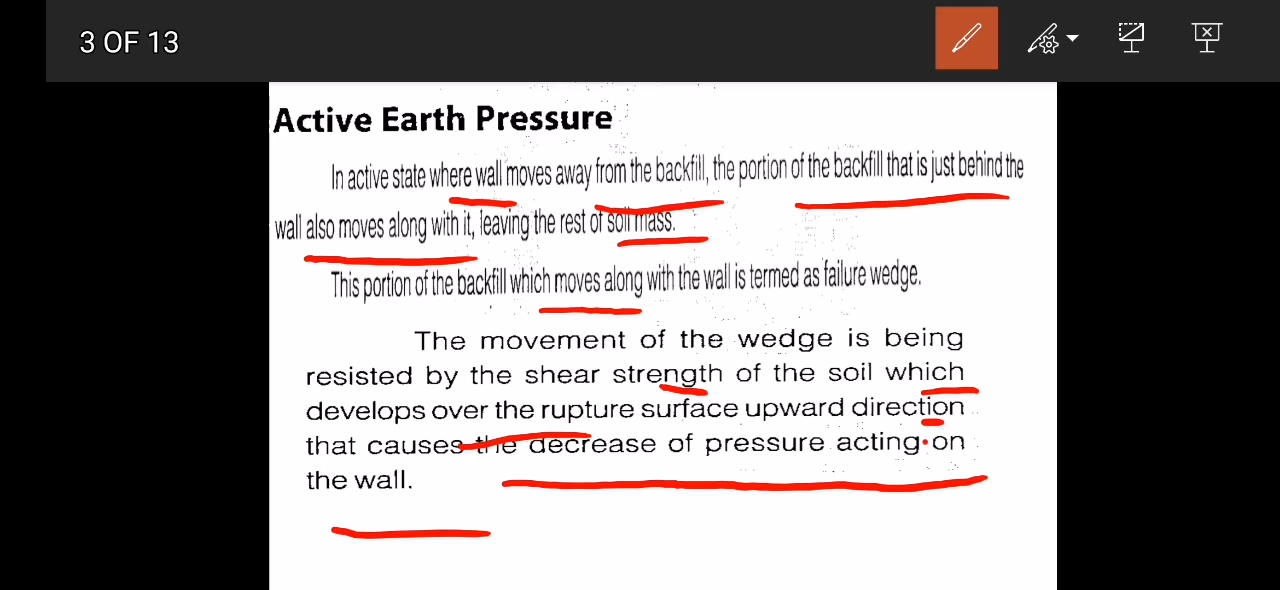 3 OF 13
Active Earth Pressure
In active state where wall moves away from the backfill, the portion of the backfill that is just behind the
wall also moves along with it, leaving the rest of soil mass.
This portion of the backfill which moves along with the wall is termed as failure wedge.
The movement of the wedge is being
resisted by the shear strength of the soil which
develops over the rupture surface upward direction
that causes the decrease of pressure acting on
the wall.